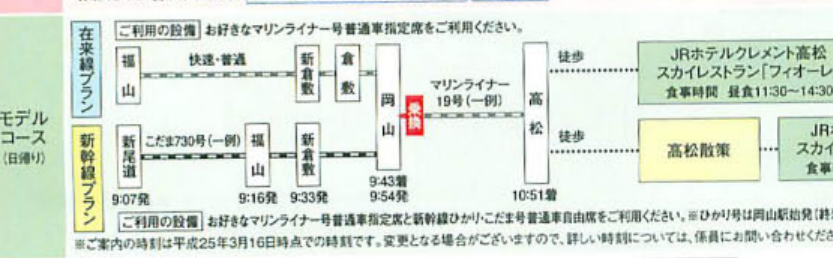 ご利用の設備 お好きなマリンライナー号普通車指定席をご利用ください。
在来線プラン
福山
快速・普通
新倉敷
倉敷
岡山
乗換
マリンライナー
19号(一例)
高松
徒歩
JRホテルクレメント高松
スカイレストラン「フィオーレ
食事時間 昼食11:30〜14:30
モデル
コース
(日帰り)
新幹線プラン
新尾道
こだま730号(一例)
福山
新倉敷
徒歩
高松散策
JRホ
スカイ
食事
9:07発
9:16発
9:33発
9:43着
9:54発
10:51着
ご利用の設備 お好きなマリンライナー号普通車指定席と新幹線ひかり・こだま号普通車自由席をご利用ください。※ひかり号は岡山駅始発(終
※ご案内の時刻は平成25年3月16日時点での時刻です。変更となる場合がございますので、詳しい時刻については、係員にお問い合わせくださ